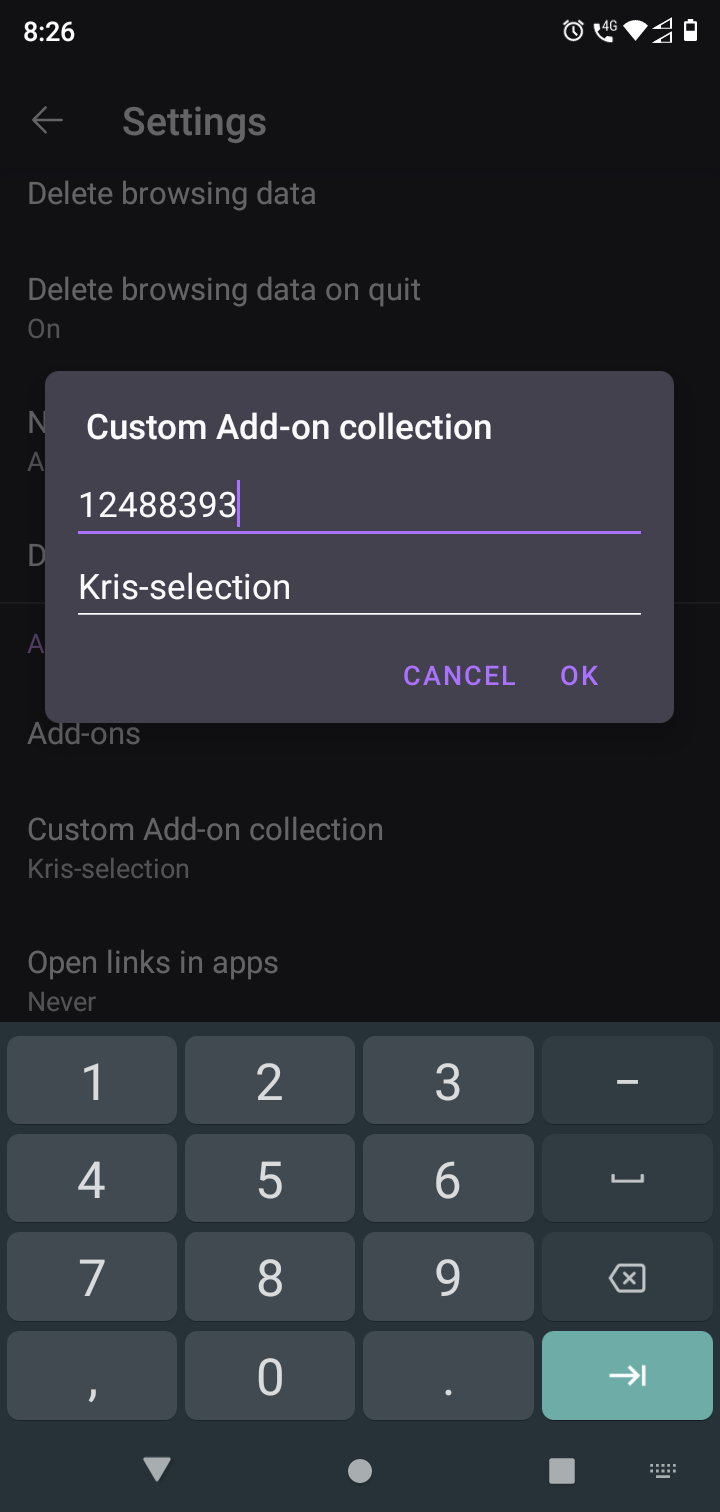 8:26
4G
Settings
Delete browsing data
Delete browsing data on quit
On
N
A
Custom Add-on collection
12488393
D
Kris-selection
A
CANCEL OK
Add-ons
Custom Add-on collection
Kris-selection
Open links in apps
Never
1 2 3 –
4 5 6
7 8 9
, 0 .